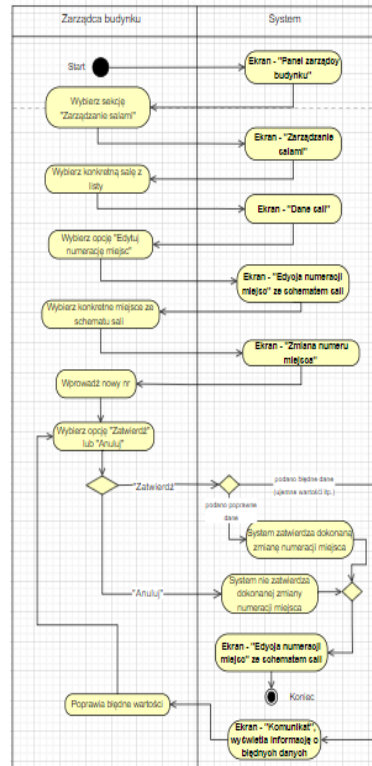 Zarządca budynku
System
Start
Ekran - "Panel zarządcy
budynku"
Wybierz sekcję
"Zarządzanie salami"
Ekran - "Zarządzanie
salami"
Wybierz konkretną salę z
listy
Ekran - "Dane sali"
Wybierz opcję "Edytuj
numerację miejsc"
Ekran - "Edycja numeracji
miejsc" ze schematem sali
Wybierz konkretne miejsce ze
schematu sali
Ekran - "Zmiana numeru
miejsca"
Wprowadź nowy nr
Wybierz opcję "Zatwierdź"
lub "Anuluj"
"Zatwierdź
podano błędne dane
(ujemne wartości itp.)
podano poprawne
dane
System zatwierdza dokonaną
zmianę numeracji miejsca
"Anuluj"
System nie zatwierdza
dokonanej zmiany
numeracji miejsca
Ekran - "Edycja numeracji
miejsc" ze schematem sali
Koniec
Poprawia błędne wartości
Ekran - "Komunikat",
wyświetla informację o
błędnych danych